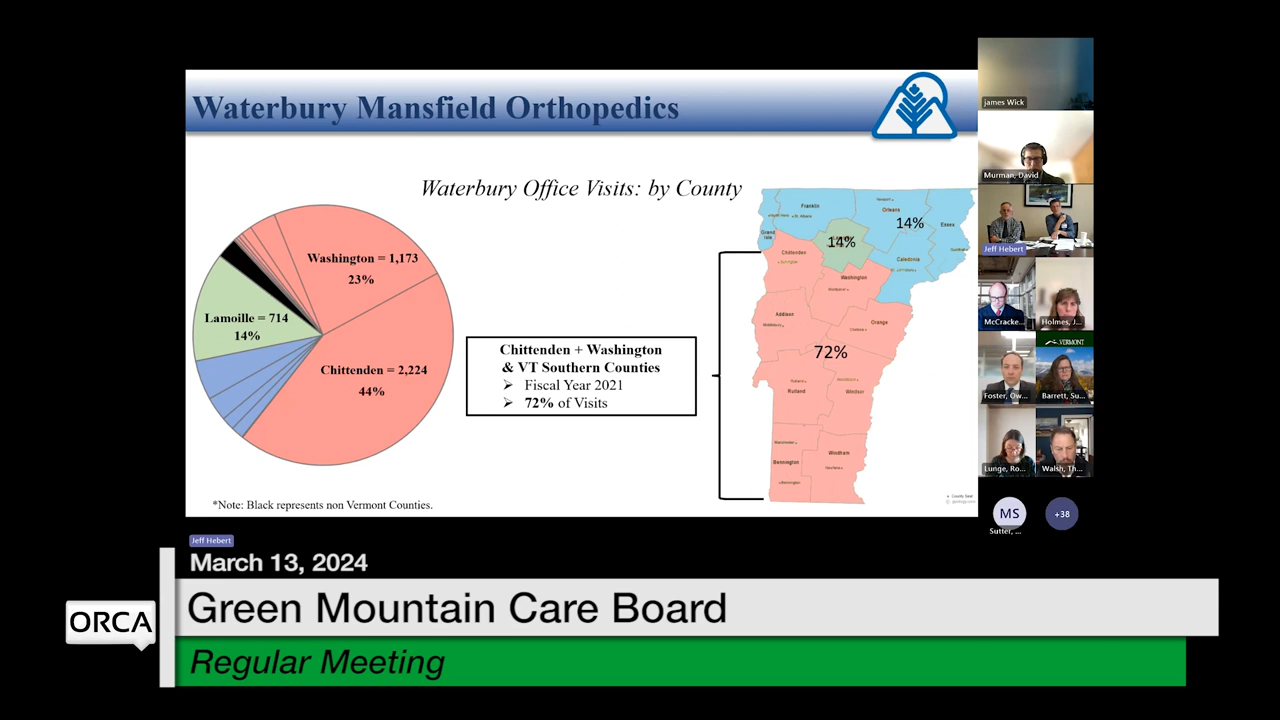 Waterbury Mansfield Orthopedics
Waterbury Office Visits: by County
Washington = 1,173
23%
Lamoille = 714
14%
Chittenden = 2,224
44%
Chittenden + Washington
& VT Southern Counties
➢ Fiscal Year 2021
➢ 72% of Visits
Franklin
Orleans
Essex
Grand
Isle
14%
14%
Chittenden
Caledonia
Washington
Addison
Orange
72%
Rutland
Windsor
Windham
Bennington
*Note: Black represents non Vermont Counties.
james Wick
Murman, David
Jeff Hebert
McCracke...
Holmes, J...
VERMONT
Foster, Ow...
Barrett, Su...
Lunge, Ro...
Walsh, Th...
MS
+38
Sutter, ...
Jeff Hebert
March 13, 2024
ORCA
Green Mountain Care Board
Regular Meeting